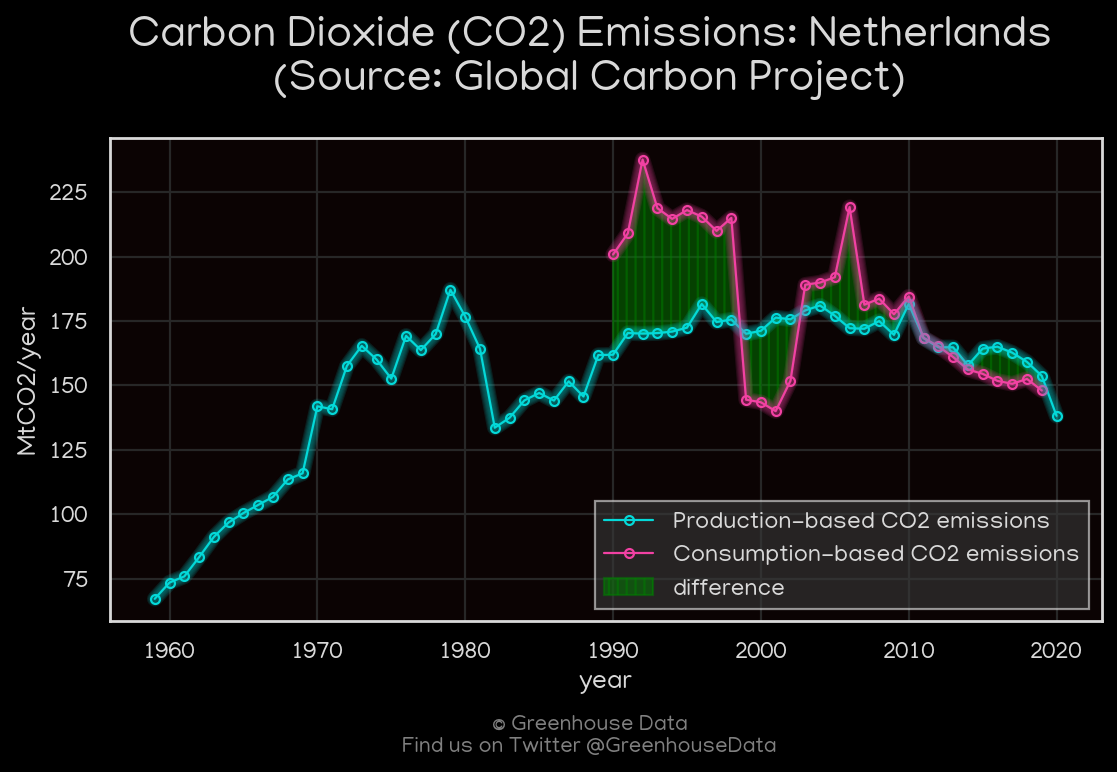 Carbon Dioxide (CO2) Emissions: Netherlands
(Source: Global Carbon Project)
MtCO2/year
225
200
175
150
125
100
75
Production-based CO2 emissions
Consumption-based CO2 emissions
difference
1960 1970 1980 1990 2000 2010 2020
year
© Greenhouse Data
Find us on Twitter @GreenhouseData